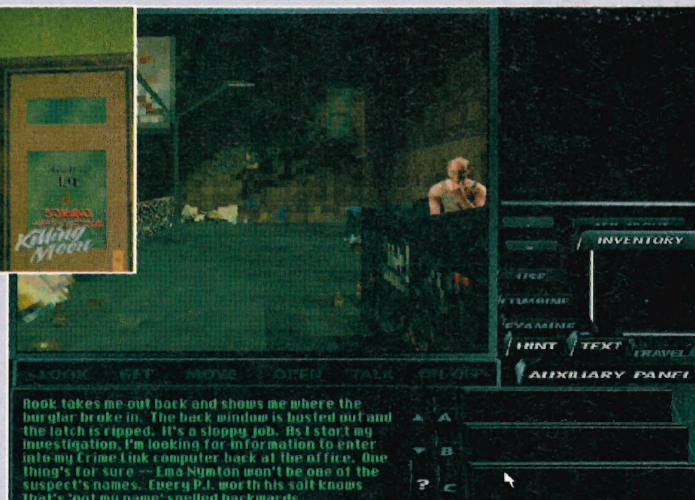 Killing
Moon
INVENTORY
USE
COMBINE
EXAMINE
HINT TEXT TRAVEL
LOOK GET MOVE OPEN TALK ON/OFF
AUXILIARY PANEL
Rook takes me out back and shows me where the
burglar broke in. The back window is busted out and
the latch is ripped. It's a sloppy job. As I start my
investigation, I'm looking for information to enter
into my Crime Link computer back at the office. One
thing's for sure -- Ema Nymton won't be one of the
suspect's names. Every P.I. worth his salt knows
that's 'not my name' spelled backwards.
A
B
? C